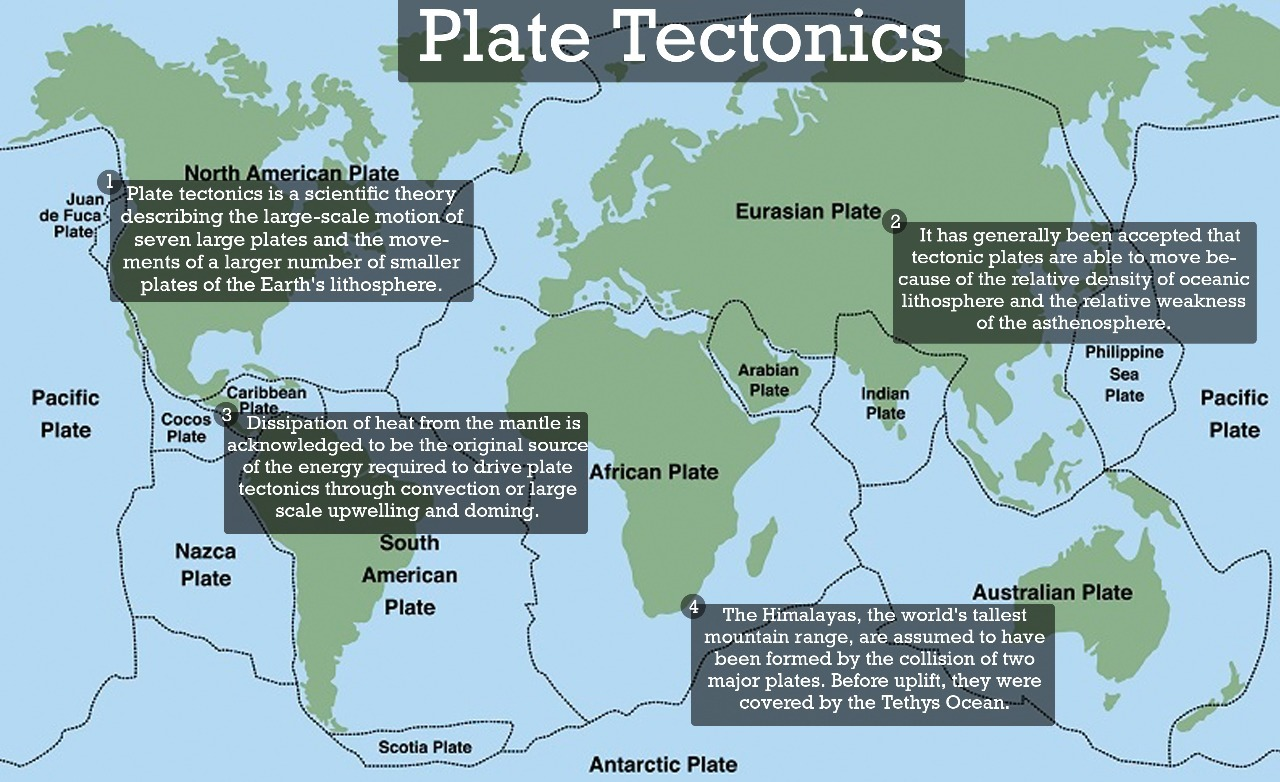 Plate Tectonics
North American Plate
1
Plate tectonics is a scientific theory
describing the large-scale motion of
seven large plates and the move-
ments of a larger number of smaller
plates of the Earth's lithosphere.
Juan
de Fuca
Plate
Eurasian Plate
2
It has generally been accepted that
tectonic plates are able to move be-
cause of the relative density of oceanic
lithosphere and the relative weakness
of the asthenosphere.
Philippine
Sea
Plate
Arabian
Plate
Indian
Plate
Pacific
Plate
Pacific
Plate
Caribbean
Plate
Cocos
Plate
3
Dissipation of heat from the mantle is
acknowledged to be the original source
of the energy required to drive plate
tectonics through convection or large
scale upwelling and doming.
African Plate
Nazca
Plate
South
American
Plate
Australian Plate
4
The Himalayas, the world's tallest
mountain range, are assumed to have
been formed by the collision of two
major plates. Before uplift, they were
covered by the Tethys Ocean.
Scotia Plate
Antarctic Plate